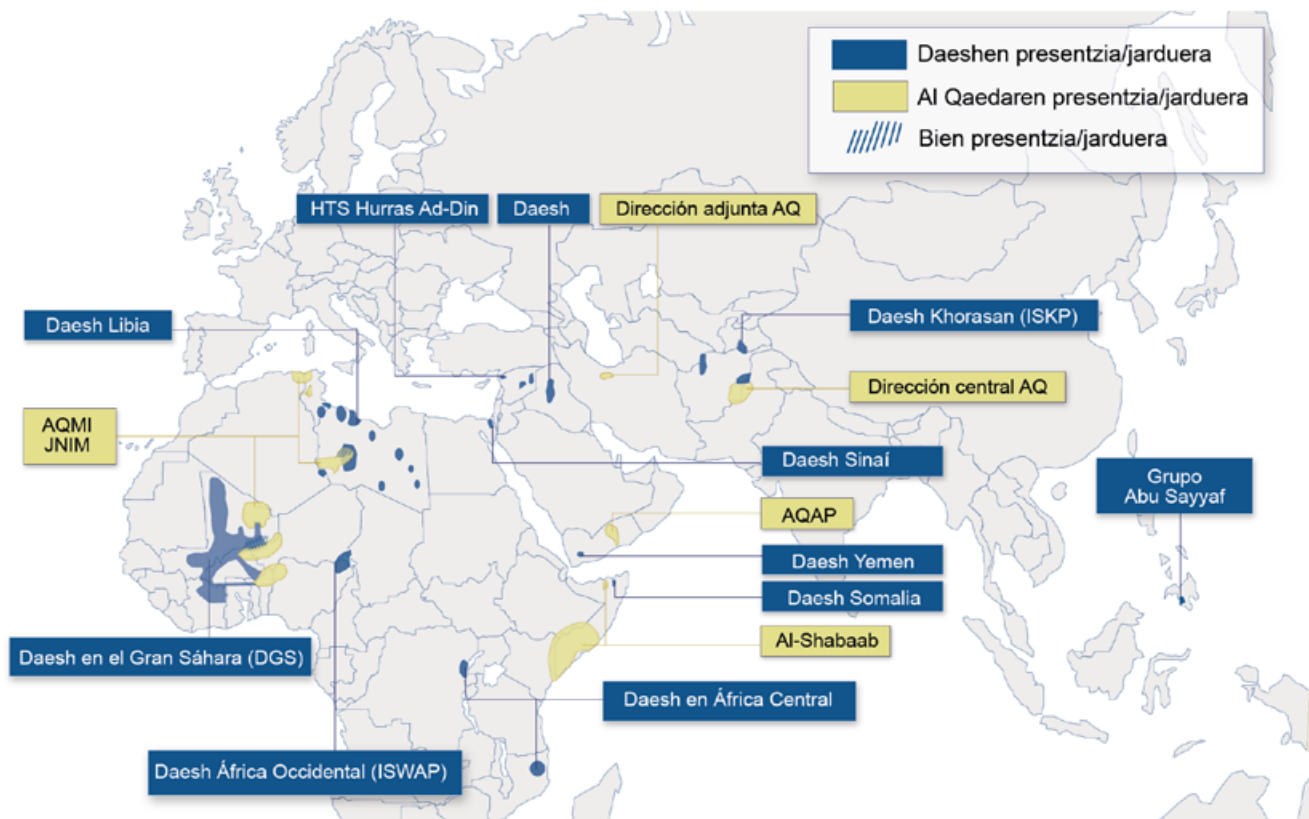 Daeshen presentzia/jarduera
Al Qaedaren presentzia/jarduera
Bien presentzia/jarduera
HTS Hurras Ad-Din
Daesh
Dirección adjunta AQ
Daesh Libia
Daesh Khorasan (ISKP)
Dirección central AQ
AQMI
JNIM
Daesh Sinaí
Grupo
Abu Sayyaf
AQAP
Daesh Yemen
Daesh Somalia
Al-Shabaab
Daesh en el Gran Sáhara (DGS)
Daesh en África Central
Daesh África Occidental (ISWAP)